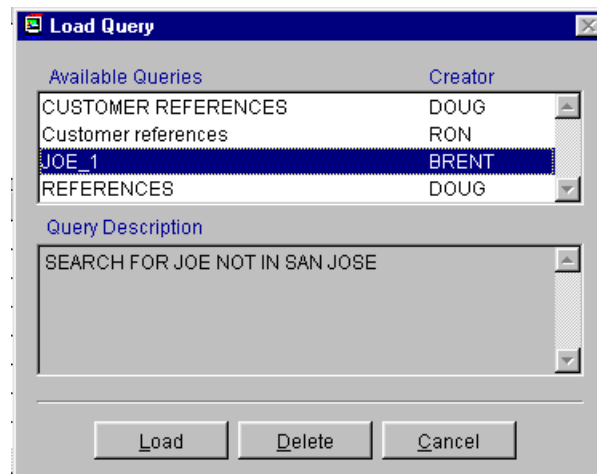 Load Query
Available Queries Creator
CUSTOMER REFERENCES DOUG
Customer references RON
JOE_1 BRENT
REFERENCES DOUG
Query Description
SEARCH FOR JOE NOT IN SAN JOSE
Load Delete Cancel